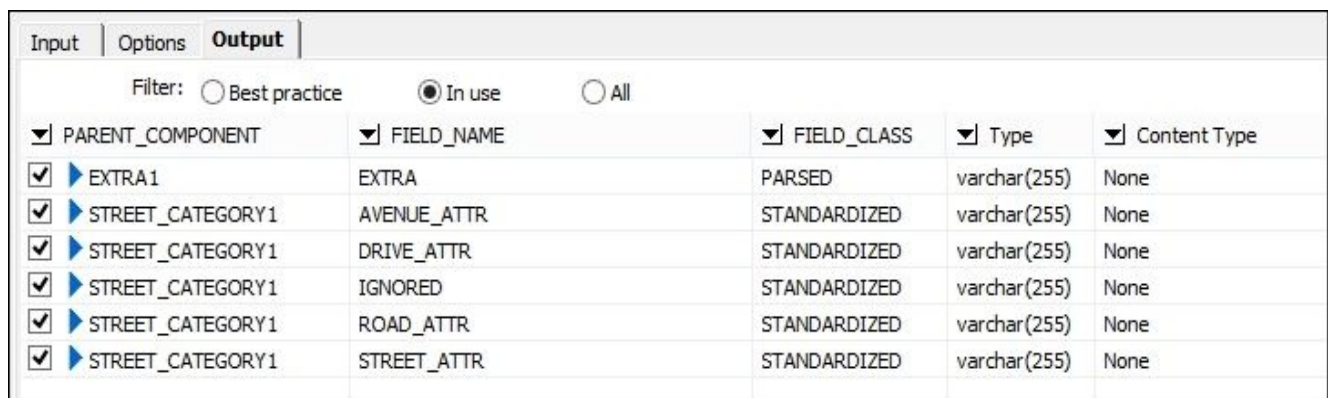 Input Options Output
Filter: Best practice In use All
PARENT_COMPONENT FIELD_NAME FIELD_CLASS Type Content Type
EXTRA1 EXTRA PARSED varchar(255) None
STREET_CATEGORY1 AVENUE_ATTR STANDARDIZED varchar(255) None
STREET_CATEGORY1 DRIVE_ATTR STANDARDIZED varchar(255) None
STREET_CATEGORY1 IGNORED STANDARDIZED varchar(255) None
STREET_CATEGORY1 ROAD_ATTR STANDARDIZED varchar(255) None
STREET_CATEGORY1 STREET_ATTR STANDARDIZED varchar(255) None